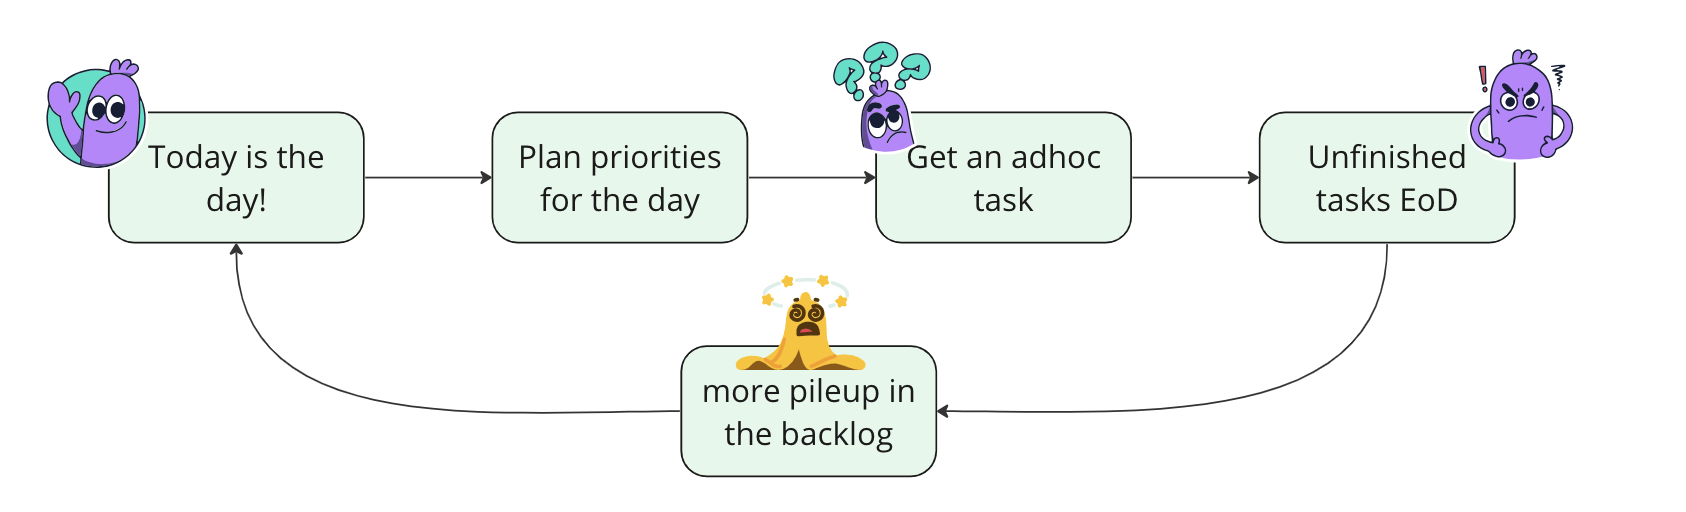 Today is the
day!
Plan priorities
for the day
Get an adhoc
task
Unfinished
tasks EoD
more pileup in
the backlog